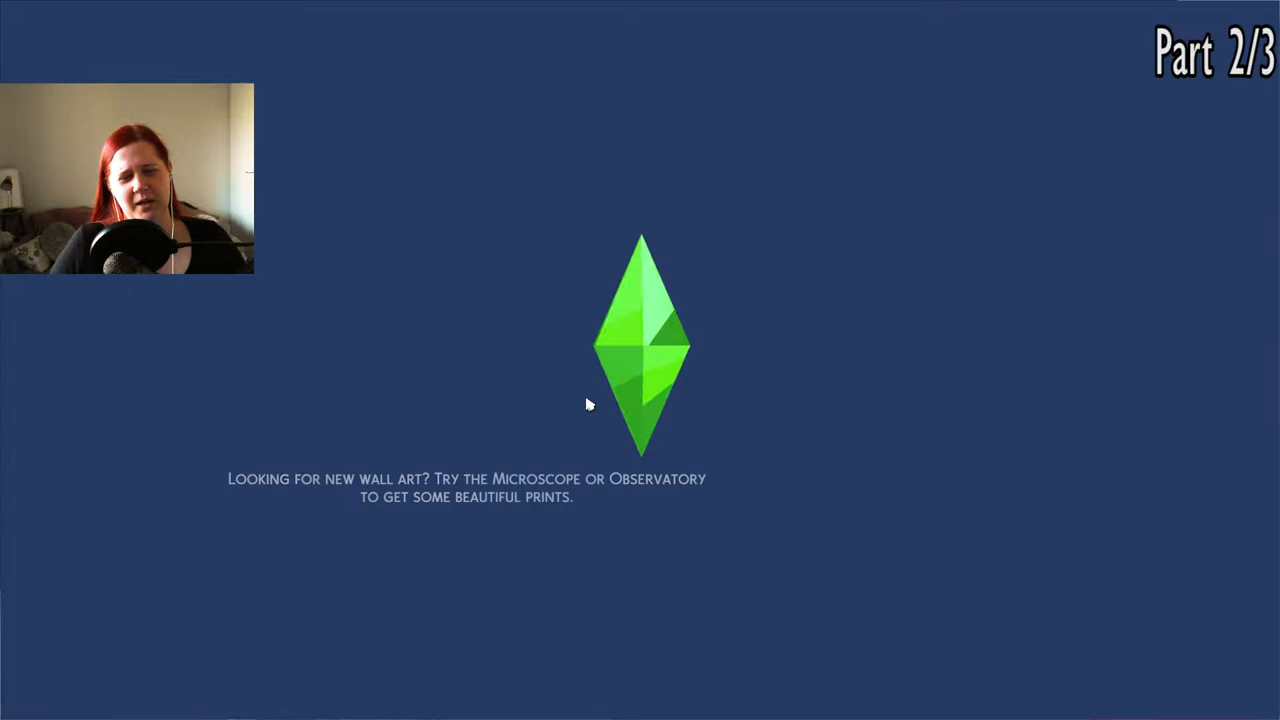 Part 2/3
LOOKING FOR NEW WALL ART? TRY THE MICROSCOPE OR OBSERVATORY
TO GET SOME BEAUTIFUL PRINTS.